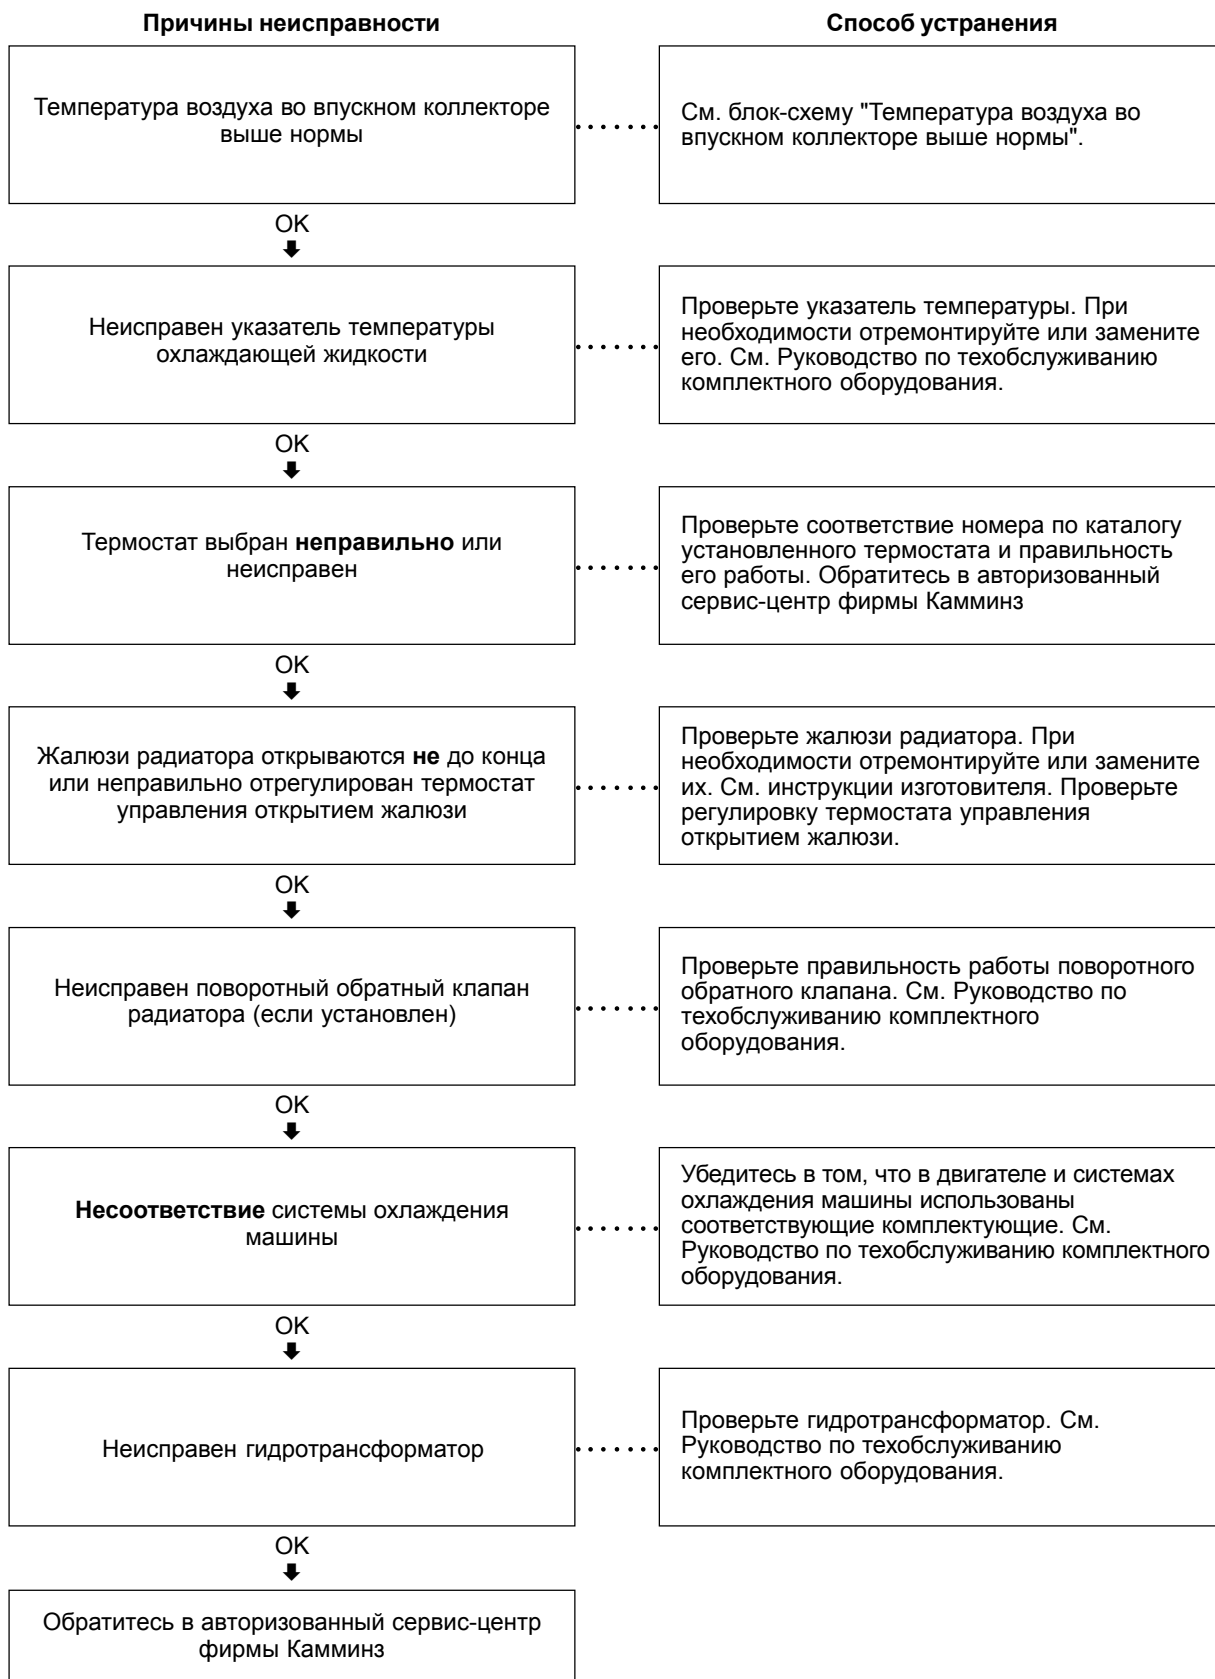 Причины неисправности
Способ устранения
Температура воздуха во впускном коллекторе
выше нормы
См. блок-схему "Температура воздуха во
впускном коллекторе выше нормы".
OK
Неисправен указатель температуры
охлаждающей жидкости
Проверьте указатель температуры. При
необходимости отремонтируйте или замените
его. См. Руководство по техобслуживанию
комплектного оборудования.
OK
Термостат выбран неправильно или
неисправен
Проверьте соответствие номера по каталогу
установленного термостата и правильность
его работы. Обратитесь в авторизованный
сервис-центр фирмы Камминз
OK
Жалюзи радиатора открываются не до конца
или неправильно отрегулирован термостат
управления открытием жалюзи
Проверьте жалюзи радиатора. При
необходимости отремонтируйте или замените
их. См. инструкции изготовителя. Проверьте
регулировку термостата управления
открытием жалюзи.
OK
Неисправен поворотный обратный клапан
радиатора (если установлен)
Проверьте правильность работы поворотного
обратного клапана. См. Руководство по
техобслуживанию комплектного
оборудования.
OK
Несоответствие системы охлаждения
машины
Убедитесь в том, что в двигателе и системах
охлаждения машины использованы
соответствующие комплектующие. См.
Руководство по техобслуживанию комплектного
оборудования.
OK
Неисправен гидротрансформатор
Проверьте гидротрансформатор. См.
Руководство по техобслуживанию
комплектного оборудования.
OK
Обратитесь в авторизованный сервис-центр
фирмы Камминз